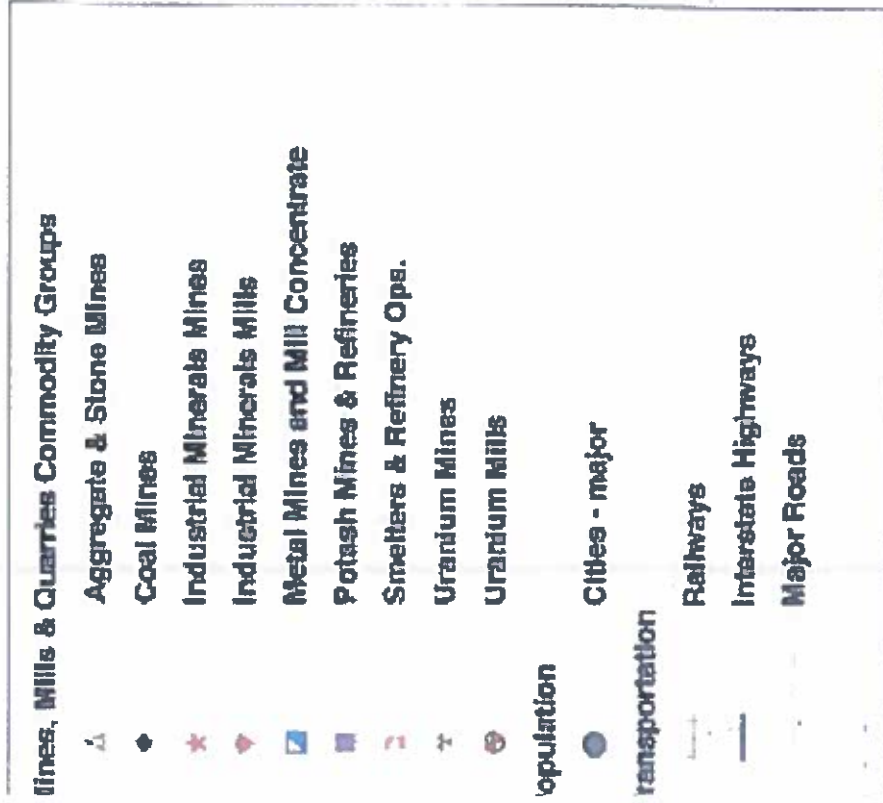 lines, Mills & Quarries Commodity Groups
Aggregate & Stone Mines
Coal Mines
Industrial Minerals Mines
Industrial Minerals Mills
Metal Mines and Mill Concentrate
Potash Mines & Refineries
Smelters & Refinery Ops.
Uranium Mines
Uranium Mills
opulation
Cities - major
ransportation
Railways
Interstate Highways
Major Roads